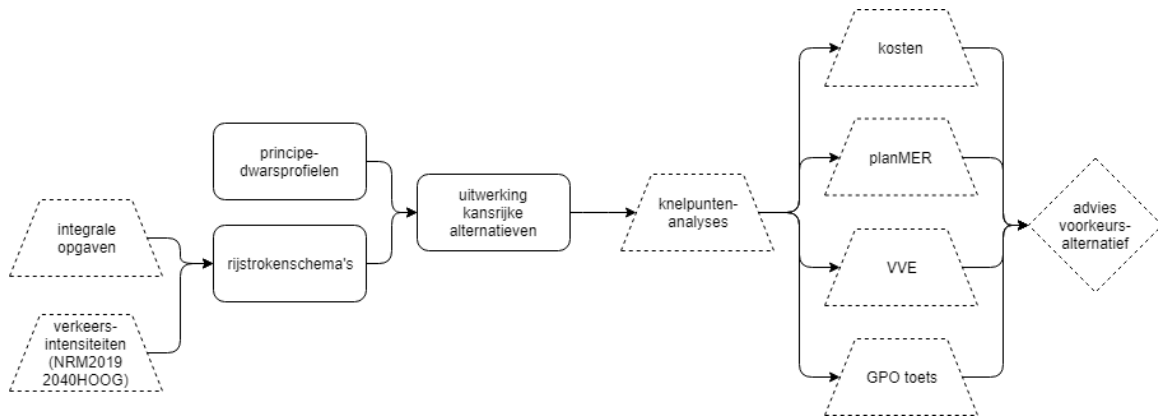 integrale
opgaven
verkeers-
intensiteiten
(NRM2019
2040HOOG)
principe-
dwarsprofielen
rijstrokenschema's
uitwerking
kansrijke
alternatieven
knelpunten-
analyses
kosten
planMER
VVE
GPO toets
advies
voorkeurs-
alternatief